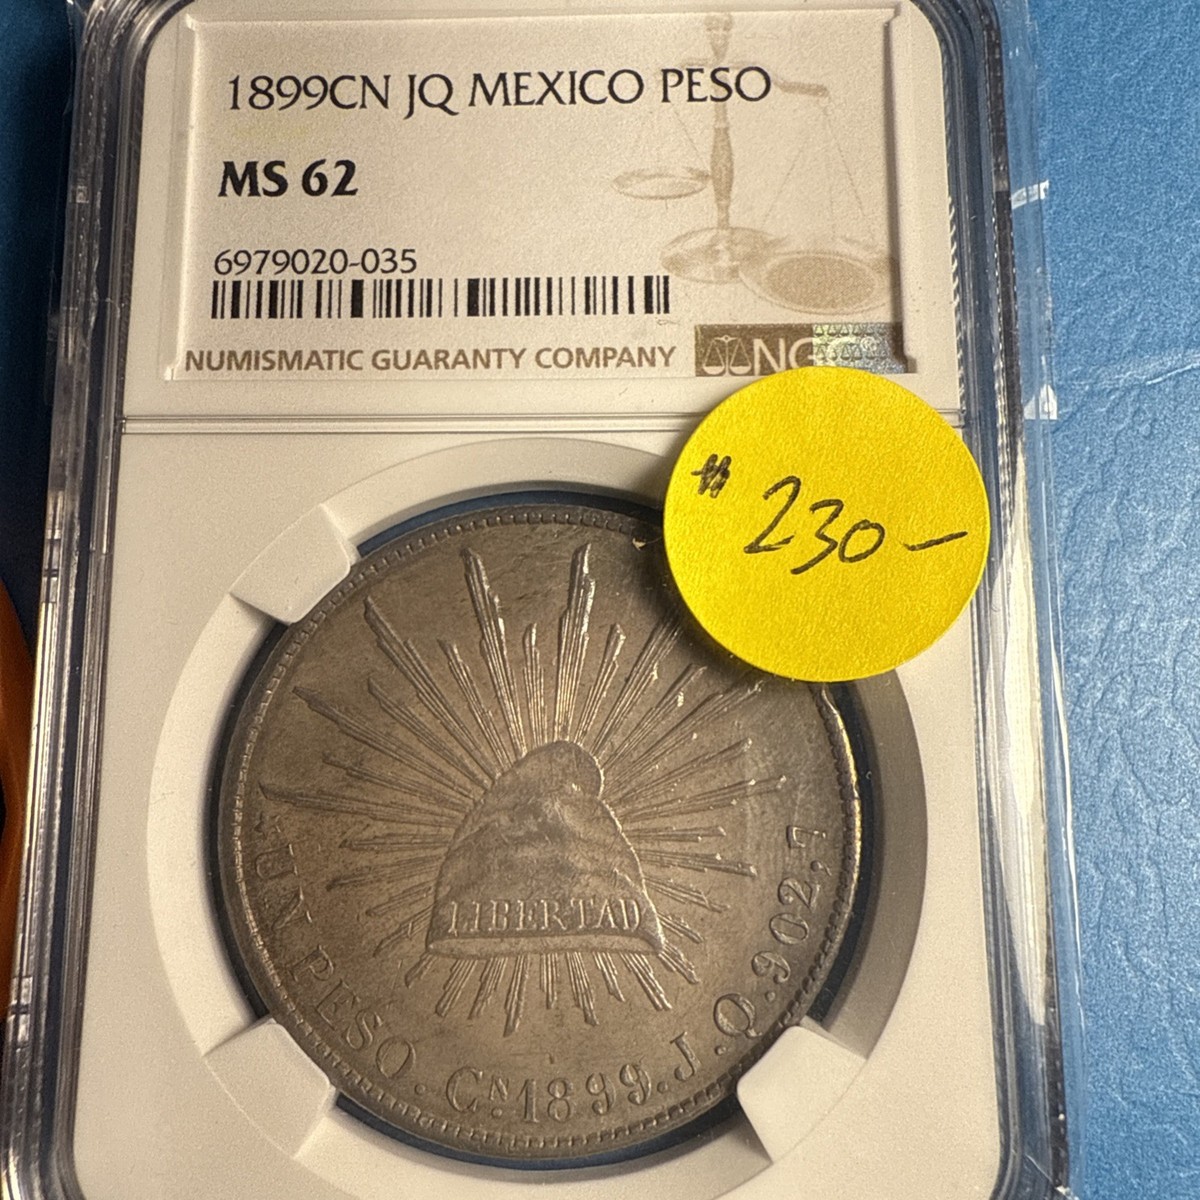 1899CN JQ MEXICO PESO
MS 62
6979020-035
NUMISMATIC GUARANTY COMPANY
# 230-
LIBERTAD
UN PESO. CN. 1899. J. Q. 902,7